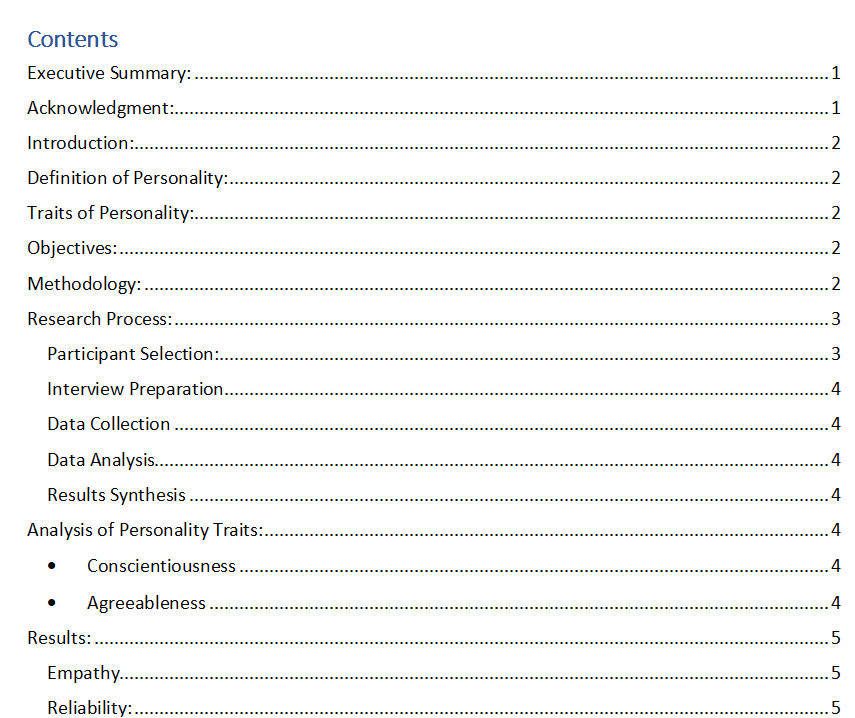 Contents
Executive Summary: ........................................................................ 1
Acknowledgment:........................................................................ 1
Introduction:........................................................................ 2
Definition of Personality:........................................................................ 2
Traits of Personality:........................................................................ 2
Objectives: ........................................................................ 2
Methodology: ........................................................................ 2
Research Process: ........................................................................ 3
Participant Selection:........................................................................ 3
Interview Preparation........................................................................ 4
Data Collection ........................................................................ 4
Data Analysis........................................................................ 4
Results Synthesis ........................................................................ 4
Analysis of Personality Traits:........................................................................ 4
• Conscientiousness ........................................................................ 4
• Agreeableness ........................................................................ 4
Results: ........................................................................ 5
Empathy........................................................................ 5
Reliability: ........................................................................ 5